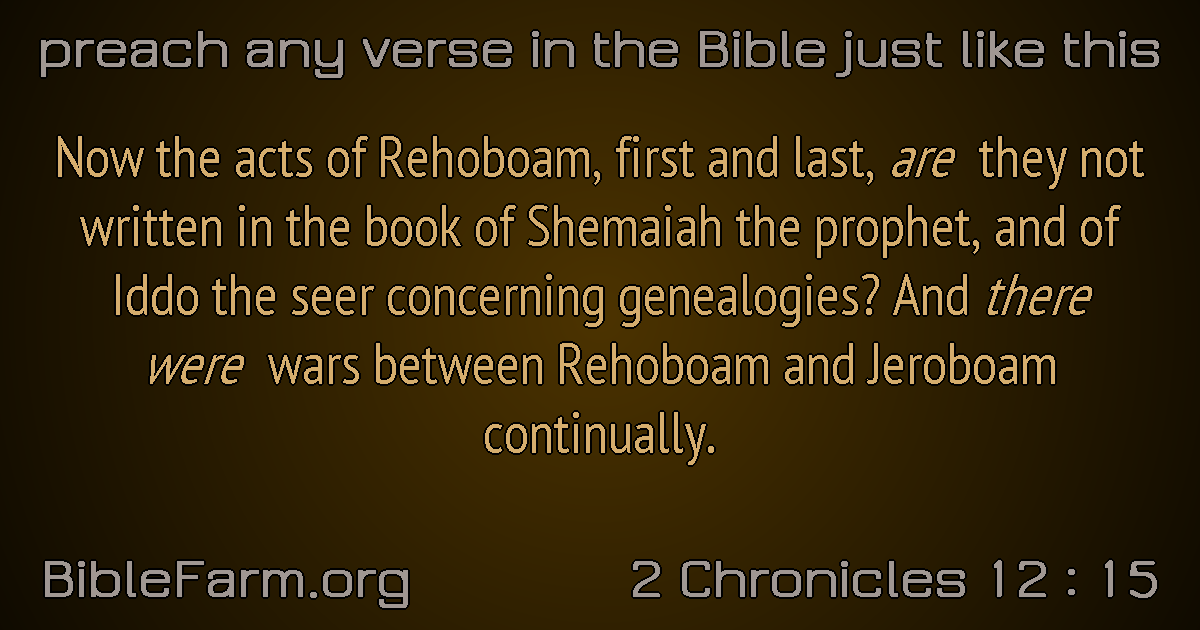 preach any verse in the Bible just like this
Now the acts of Rehoboam, first and last, are they not
written in the book of Shemaiah the prophet, and of
Iddo the seer concerning genealogies? And there
were wars between Rehoboam and Jeroboam
continually.
BibleFarm.org 2 Chronicles 12 : 15